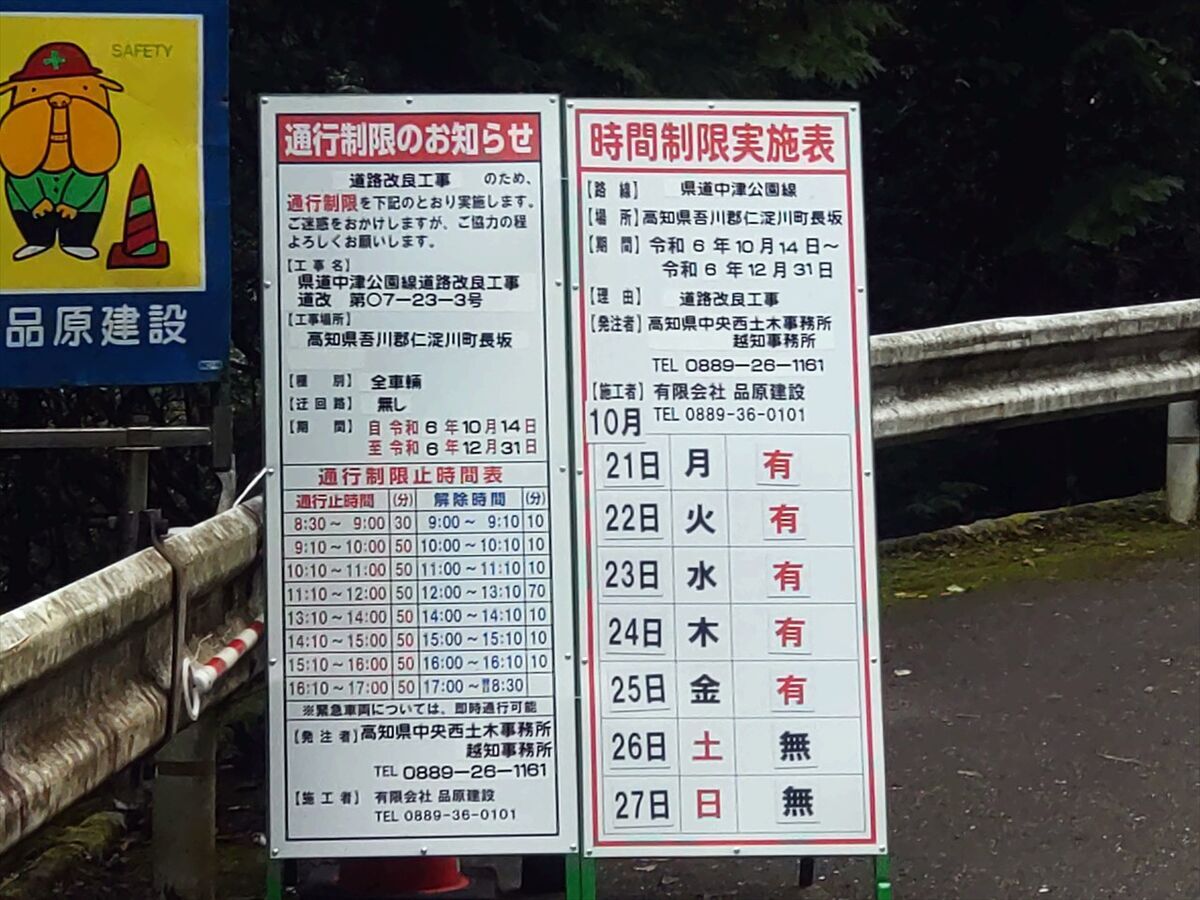 SAFETY
品原建設
通行制限のお知らせ
道路改良工事 のため、
通行制限を下記のとおり実施します。
ご迷惑をおかけしますが、ご協力の程
よろしくお願いします。
【工事名】
県道中津公園線道路改良工事
道改 第07-23-3号
【工事場所】
高知県吾川郡仁淀川町長坂
【種別】 全車輌
【迂回路】 無し
【期間】 自 令和 6 年 10 月 14 日
至 令和 6 年 12 月 31 日
通行制限止時間表
通行止時間 (分) 解除時間 (分)
8:30～ 9:00 30 9:00～ 9:10 10
9:10～10:00 50 10:00～10:10 10
10:10～11:00 50 11:00～11:10 10
11:10～12:00 50 12:00～13:10 70
13:10～14:00 50 14:00～14:10 10
14:10～15:00 50 15:00～15:10 10
15:10～16:00 50 16:00～16:10 10
16:10～17:00 50 17:00～翌日8:30
※緊急車両については、即時通行可能
【発注者】高知県中央西土木事務所
越知事務所
TEL 0889-26-1161
【施工者】 有限会社 品原建設
TEL 0889-36-0101
時間制限実施表
【路線】 県道中津公園線
【場所】高知県吾川郡仁淀川町長坂
【期間】 令和 6 年 10 月 14 日～
令和 6 年 12 月 31 日
【理由】 道路改良工事
【発注者】高知県中央西土木事務所
越知事務所
TEL 0889-26-1161
【施工者】有限会社 品原建設
TEL 0889-36-0101
10月
21日 月 有
22日 火 有
23日 水 有
24日 木 有
25日 金 有
26日 土 無
27日 日 無